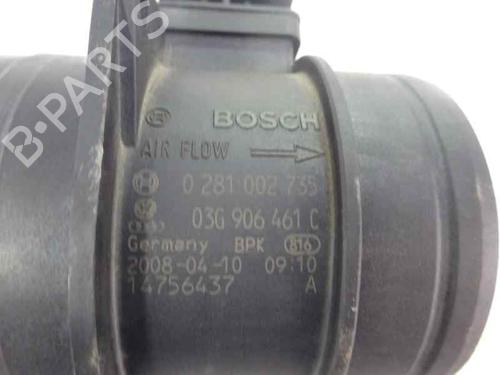 B-PARTS
BOSCH
AIR FLOW
0 281 002 735
03G 906 461 C
Germany BPK 816
2008-04-10 09:10
14756437 A